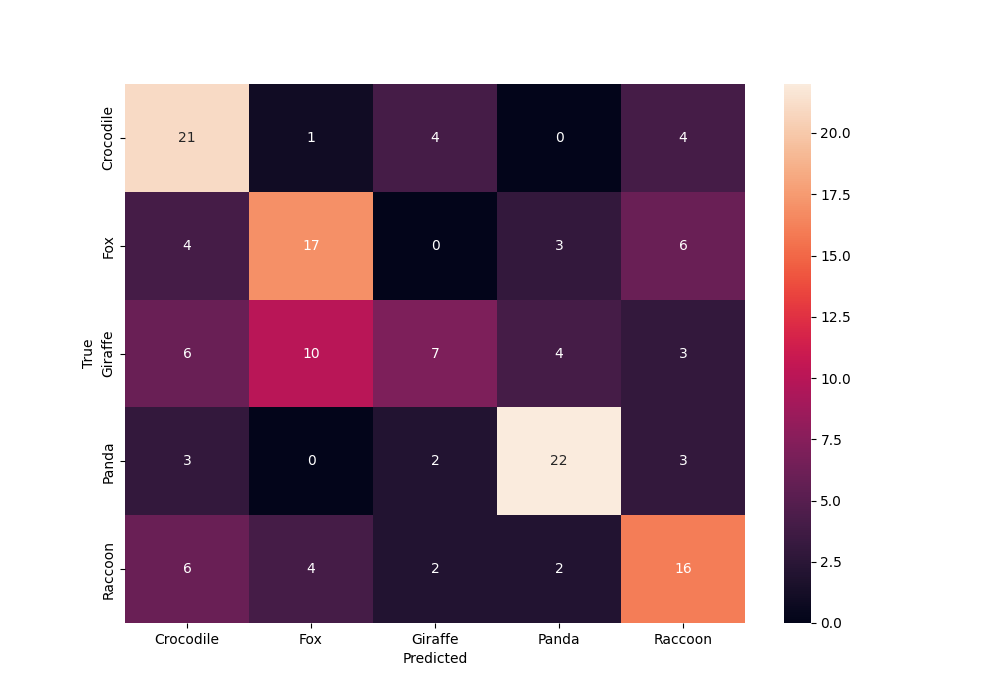 Crocodile 21 1 4 0 4
Fox 4 17 0 3 6
Giraffe 6 10 7 4 3
Panda 3 0 2 22 3
Raccoon 6 4 2 2 16
True
Crocodile Fox Giraffe Panda Raccoon
Predicted
20.0
17.5
15.0
12.5
10.0
7.5
5.0
2.5
0.0